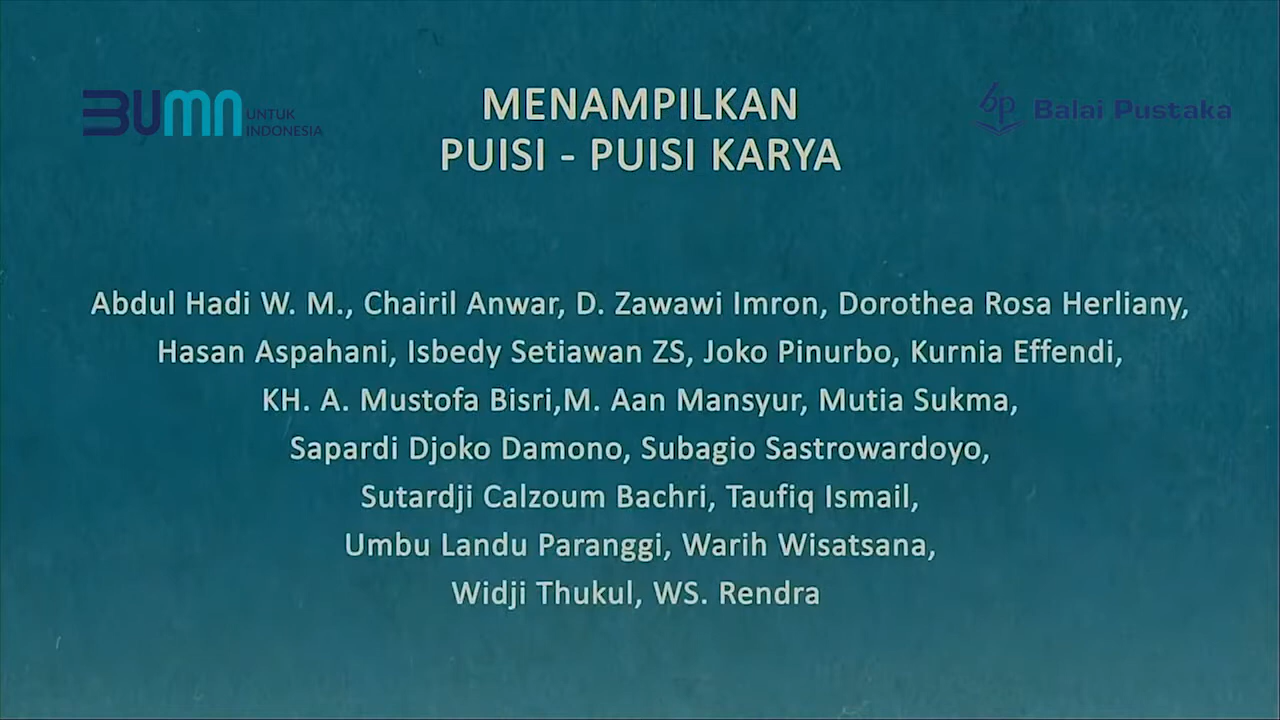 BUMN UNTUK
INDONESIA
bp Balai Pustaka
MENAMPILKAN
PUISI - PUISI KARYA
Abdul Hadi W. M., Chairil Anwar, D. Zawawi Imron, Dorothea Rosa Herliany,
Hasan Aspahani, Isbedy Setiawan ZS, Joko Pinurbo, Kurnia Effendi,
KH. A. Mustofa Bisri,M. Aan Mansyur, Mutia Sukma,
Sapardi Djoko Damono, Subagio Sastrowardoyo,
Sutardji Calzoum Bachri, Taufiq Ismail,
Umbu Landu Paranggi, Warih Wisatsana,
Widji Thukul, WS. Rendra